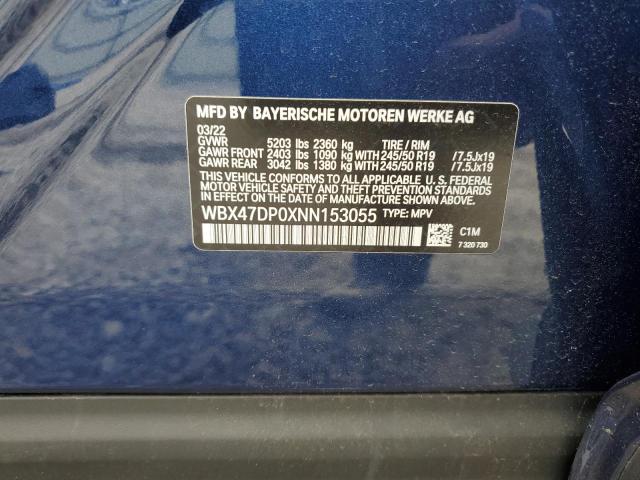 MFD BY BAYERISCHE MOTOREN WERKE AG
03/22
GVWR 5203 lbs 2360 kg TIRE / RIM
GAWR FRONT 2403 lbs 1090 kg WITH 245/50 R19 /7.5Jx19
GAWR REAR 3042 lbs 1380 kg WITH 245/50 R19 /7.5Jx19
THIS VEHICLE CONFORMS TO ALL APPLICABLE U. S. FEDERAL
MOTOR VEHICLE SAFETY STANDARDS IN EFFECT ON THE
DATE OF MANUFACTURE SHOWN ABOVE.
WBX47DP0XNN153055 TYPE: MPV
C1M
7 320 730